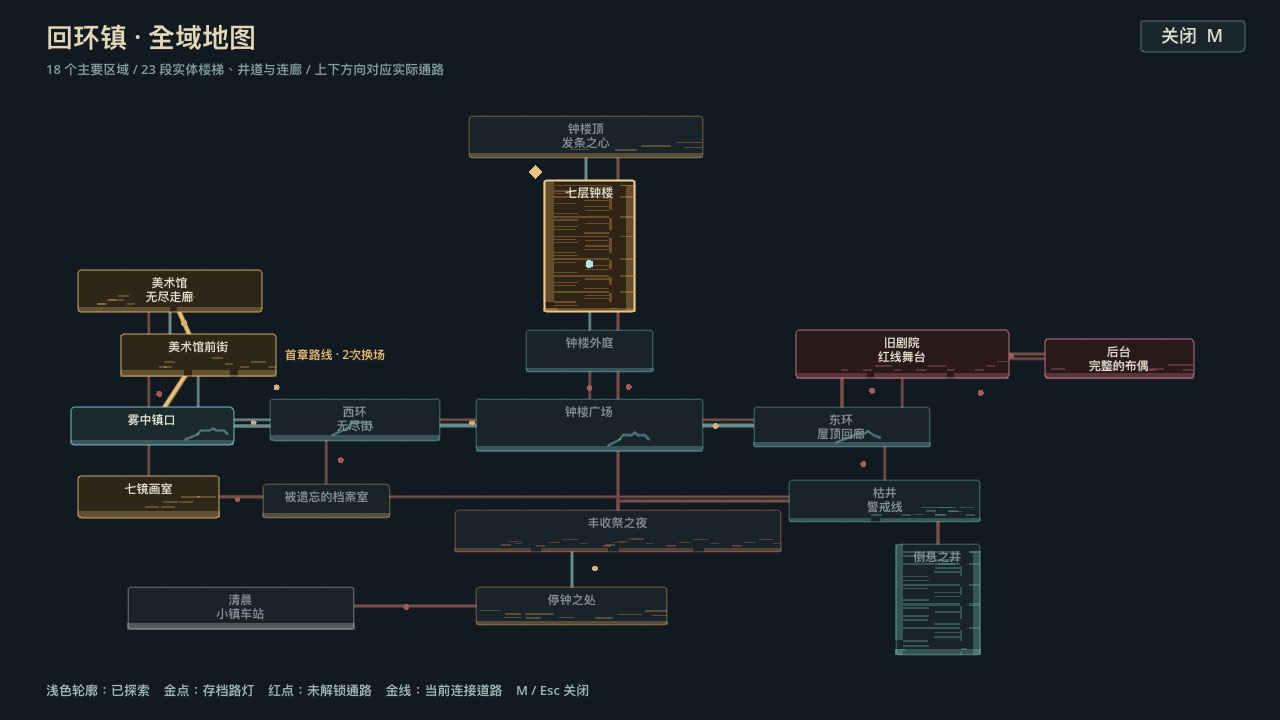 回环镇 · 全域地图
关闭 M
18 个主要区域 / 23 段实体楼梯、井道与连廊 / 上下方向对应实际通路
钟楼顶
发条之心
七层钟楼
美术馆
无尽走廊
美术馆前街
首章路线 · 2次换场
钟楼外庭
旧剧院
红线舞台
后台
完整的布偶
雾中镇口
西环
无尽街
钟楼广场
东环
屋顶回廊
七镜画室
被遗忘的档案室
枯井
警戒线
丰收祭之夜
倒悬之井
清晨
小镇车站
停钟之处
浅色轮廓：已探索 金点：存档路灯 红点：未解锁通路 金线：当前连接道路 M / Esc 关闭